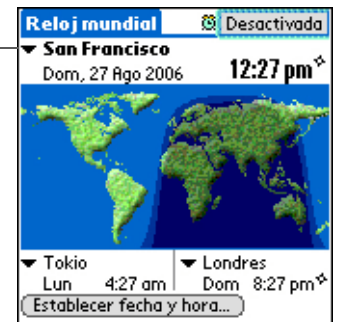 Reloj mundial Desactivada
San Francisco
Dom, 27 Ago 2006 12:27 pm
Tokio Londres
Lun 4:27 am Dom 8:27 pm
Establecer fecha y hora...